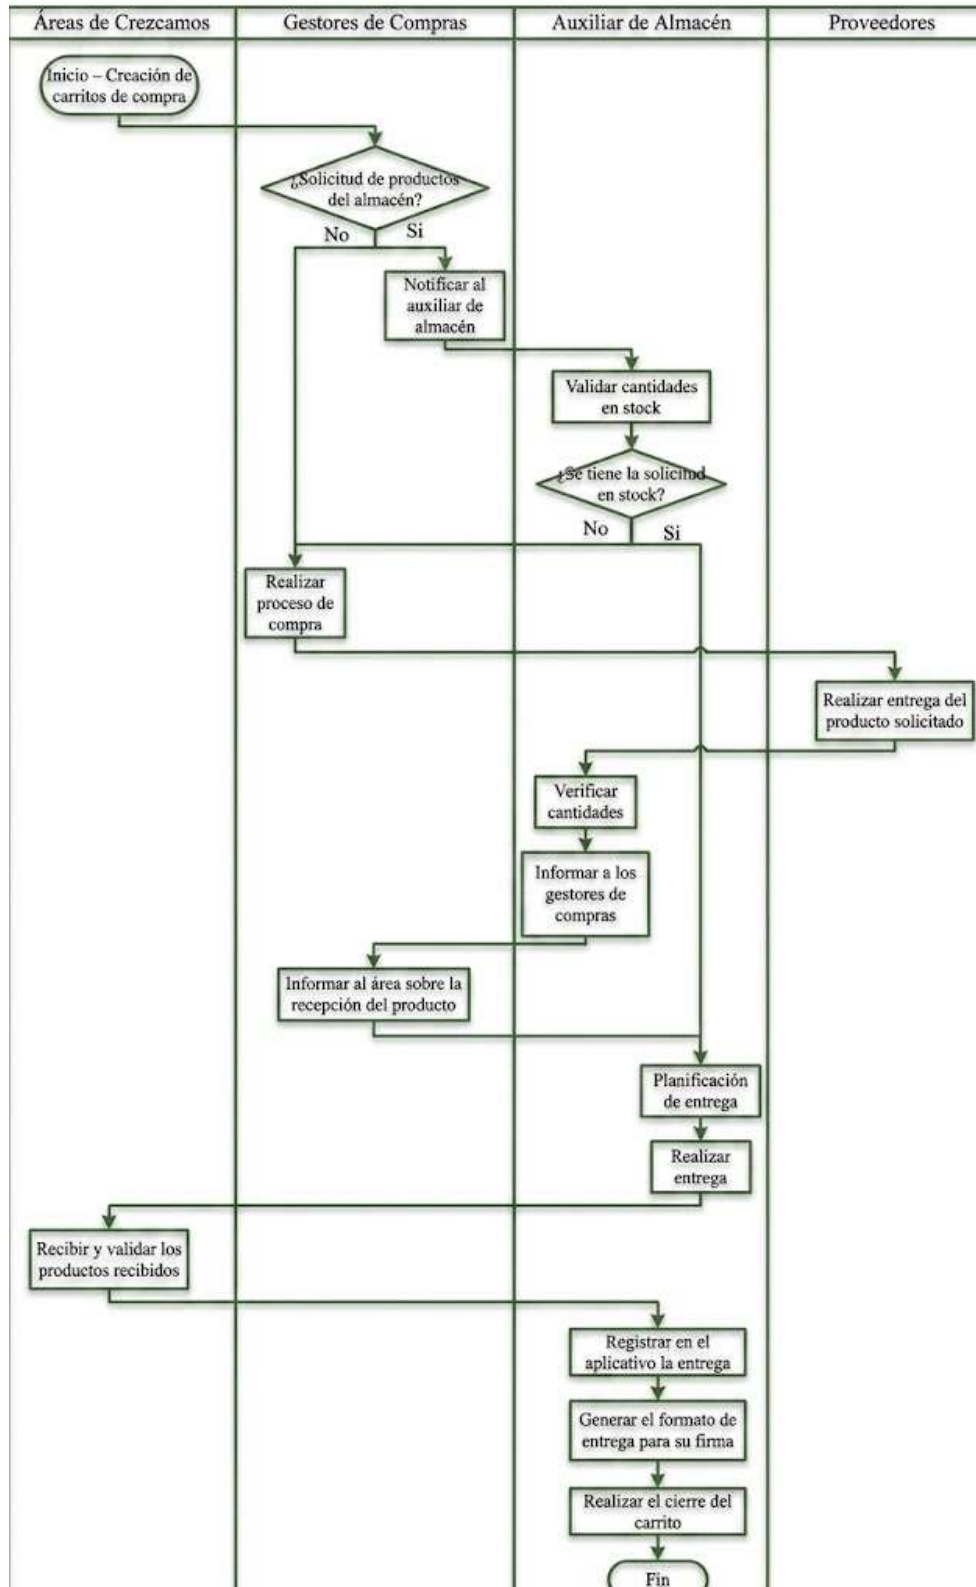 Áreas de Crezcamos
Gestores de Compras
Auxiliar de Almacén
Proveedores
Inicio – Creación de
carritos de compra
¿Solicitud de productos
del almacén?
No
Si
Notificar al
auxiliar de
almacén
Validar cantidades
en stock
¿Se tiene la solicitud
en stock?
No
Si
Realizar
proceso de
compra
Realizar entrega del
producto solicitado
Verificar
cantidades
Informar a los
gestores de
compras
Informar al área sobre la
recepción del producto
Planificación
de entrega
Realizar
entrega
Recibir y validar los
productos recibidos
Registrar en el
aplicativo la entrega
Generar el formato de
entrega para su firma
Realizar el cierre del
carrito
Fin